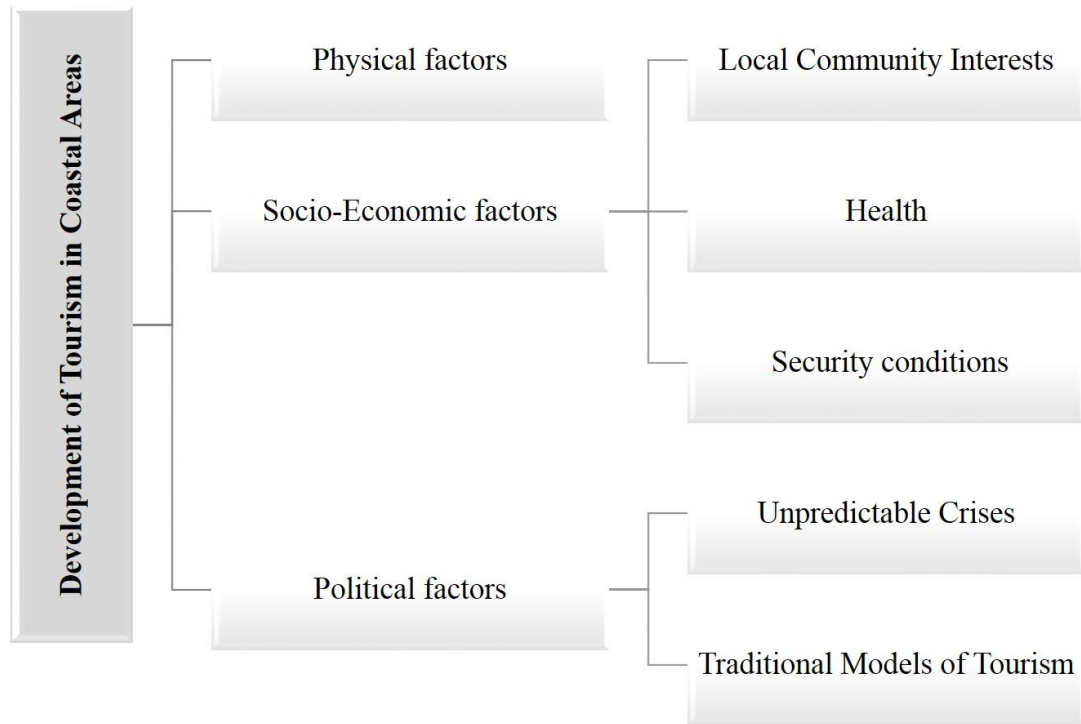 Development of Tourism in Coastal Areas
Physical factors
Socio-Economic factors
Political factors
Local Community Interests
Health
Security conditions
Unpredictable Crises
Traditional Models of Tourism